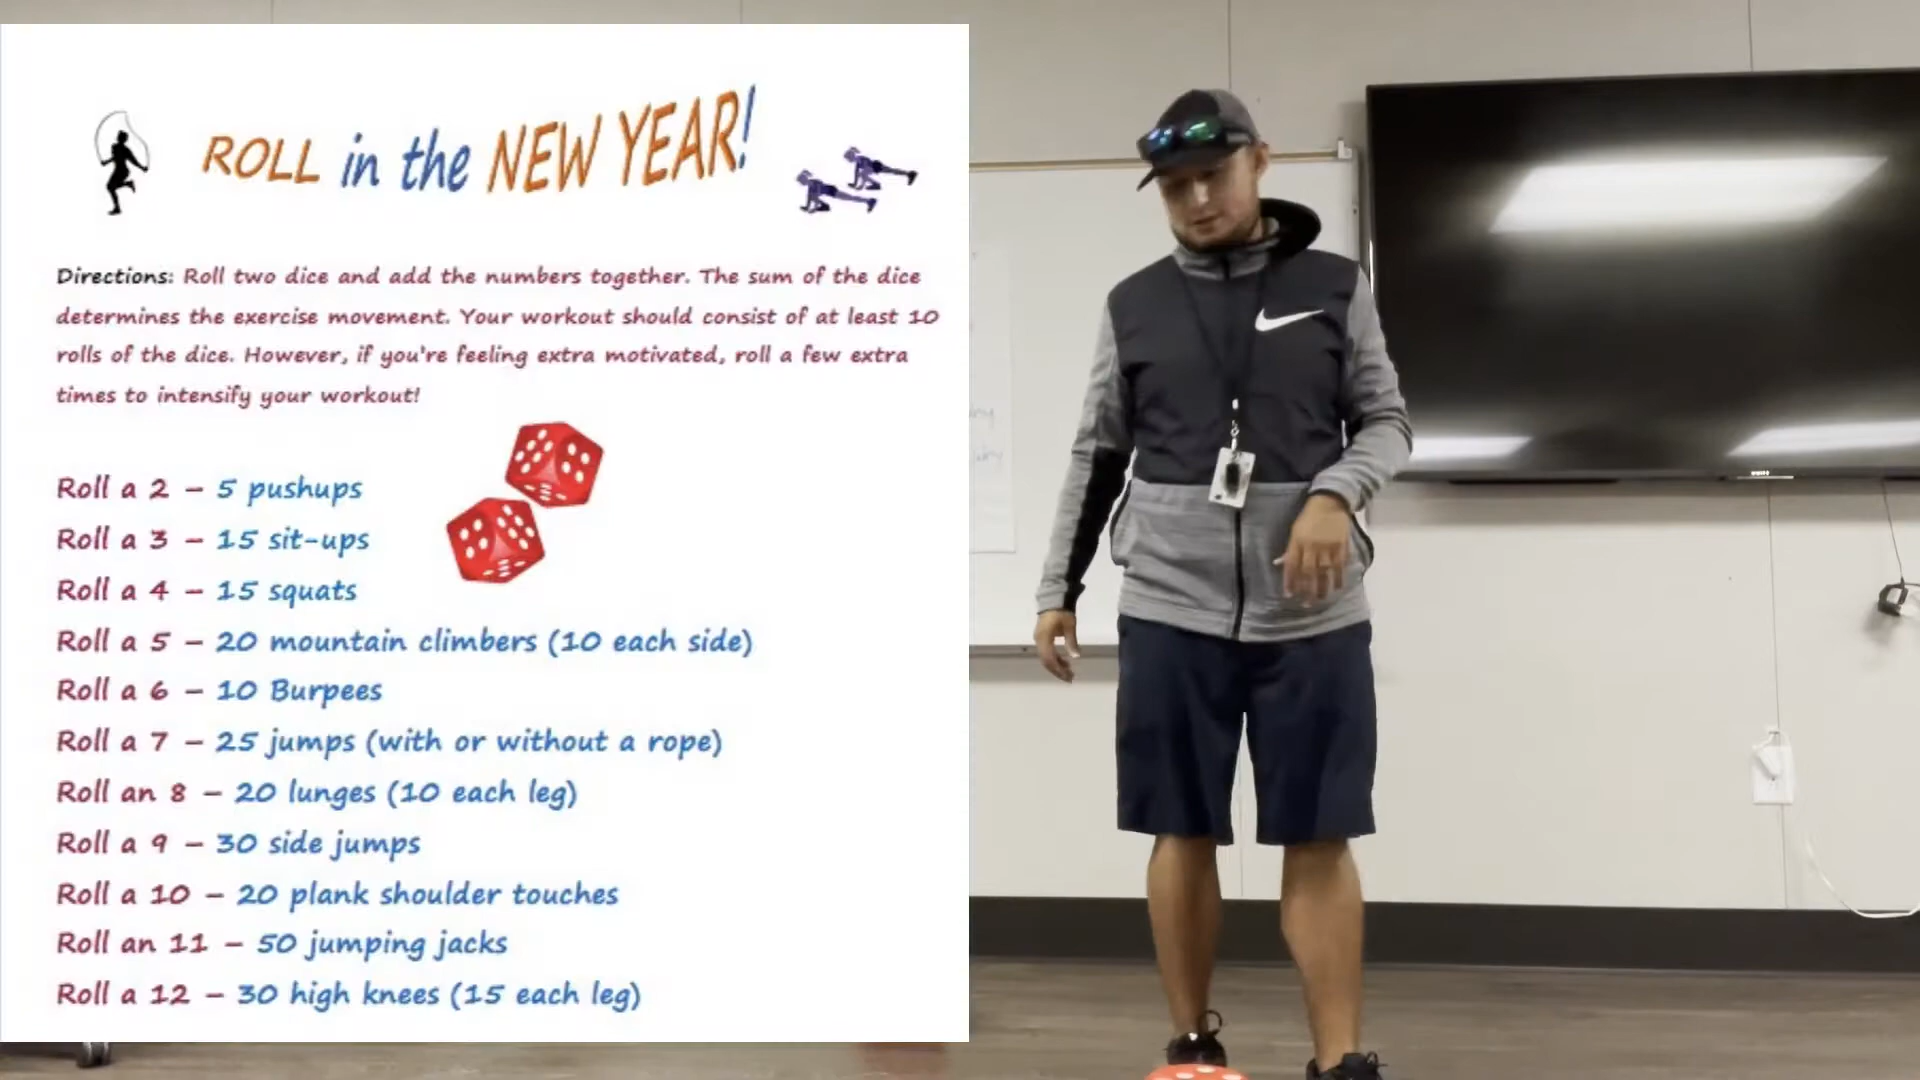 ROLL in the NEW YEAR!
Directions: Roll two dice and add the numbers together. The sum of the dice
determines the exercise movement. Your workout should consist of at least 10
rolls of the dice. However, if you're feeling extra motivated, roll a few extra
times to intensify your workout!
Roll a 2 – 5 pushups
Roll a 3 – 15 sit-ups
Roll a 4 – 15 squats
Roll a 5 – 20 mountain climbers (10 each side)
Roll a 6 – 10 Burpees
Roll a 7 – 25 jumps (with or without a rope)
Roll an 8 – 20 lunges (10 each leg)
Roll a 9 – 30 side jumps
Roll a 10 – 20 plank shoulder touches
Roll an 11 – 50 jumping jacks
Roll a 12 – 30 high knees (15 each leg)